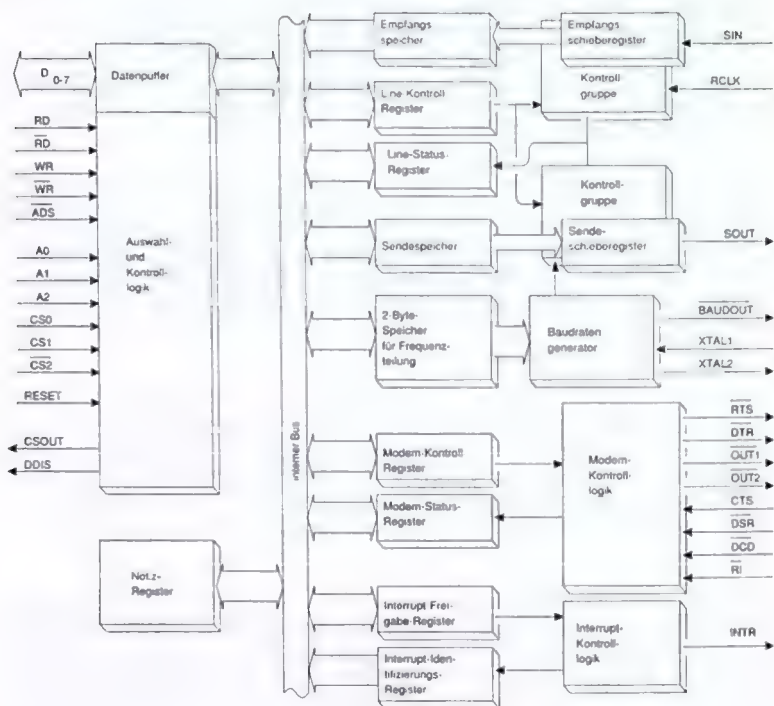 D 0-7
RD
RD
WR
WR
ADS
A0
A1
A2
CS0
CS1
CS2
RESET
CSOUT
DDIS
Datenpuffer
Auswahl-
und
Kontroll-
logik
Notiz-
Register
interner Bus
Empfangs
speicher
Line-Kontroll
Register
Line-Status-
Register
Sendespeicher
2-Byte-
Speicher
für Frequenz-
teilung
Modem-Kontroll
Register
Modem-Status-
Register
Interrupt Frei-
gabe-Register
Interrupt-Iden-
tifizierungs-
Register
Empfangs
schieberegister
Kontroll
gruppe
Kontroll-
gruppe
Sende-
schieberegister
Baudraten
generator
Modem-
Kontroll-
logik
Interrupt-
Kontroll-
logik
SIN
RCLK
SOUT
BAUDOUT
XTAL1
XTAL2
RTS
DTR
OUT1
OUT2
CTS
DSR
DCD
RI
INTR